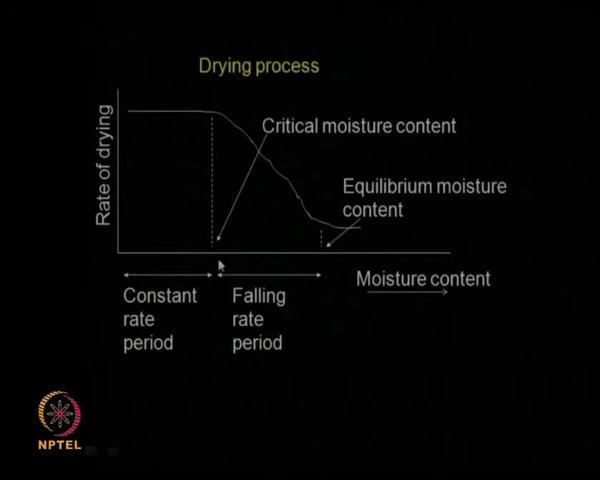 Drying process
Rate of drying
Critical moisture content
Equilibrium moisture
content
Moisture content
Constant
rate
period
Falling
rate
period
NPTEL